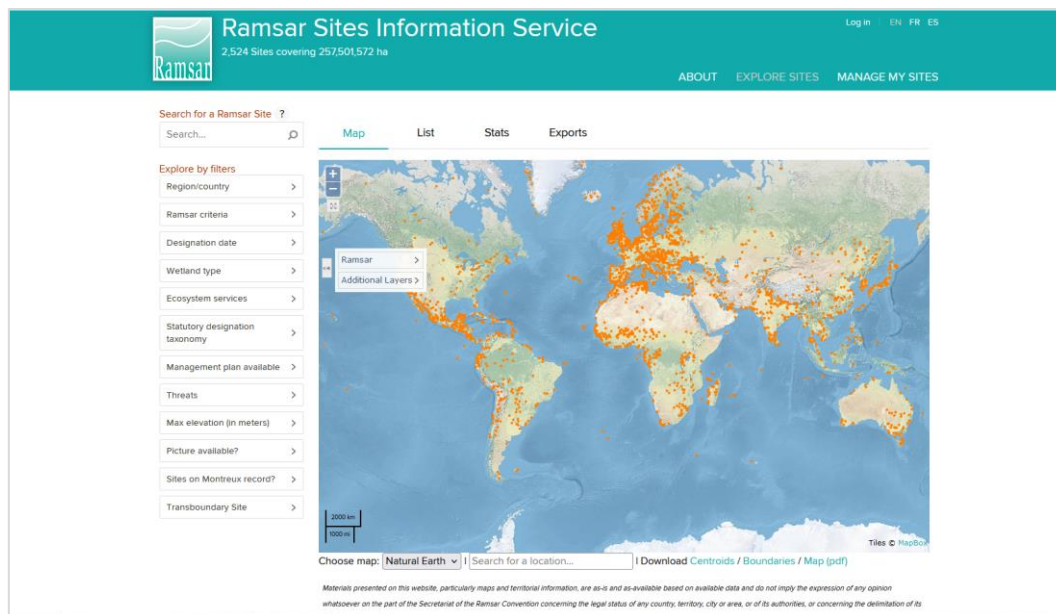 Ramsar
Ramsar Sites Information Service
2,524 Sites covering 257,501,572 ha
Log in EN FR ES
ABOUT EXPLORE SITES MANAGE MY SITES
Search for a Ramsar Site ?
Search...
Explore by filters
Region/country >
Ramsar criteria >
Designation date >
Wetland type >
Ecosystem services >
Statutory designation
taxonomy >
Management plan available >
Threats >
Max elevation (in meters) >
Picture available? >
Sites on Montreux record? >
Transboundary Site >
Map List Stats Exports
+
−
Ramsar >
Additional Layers >
2000 km
1000 mi
Tiles © MapBox
Choose map: Natural Earth | Search for a location... | Download Centroids / Boundaries / Map (pdf)
Materials presented on this website, particularly maps and territorial information, are as-is and as-available based on available data and do not imply the expression of any opinion
whatsoever on the part of the Secretariat of the Ramsar Convention concerning the legal status of any country, territory, city or area, or of its authorities, or concerning the delimitation of its